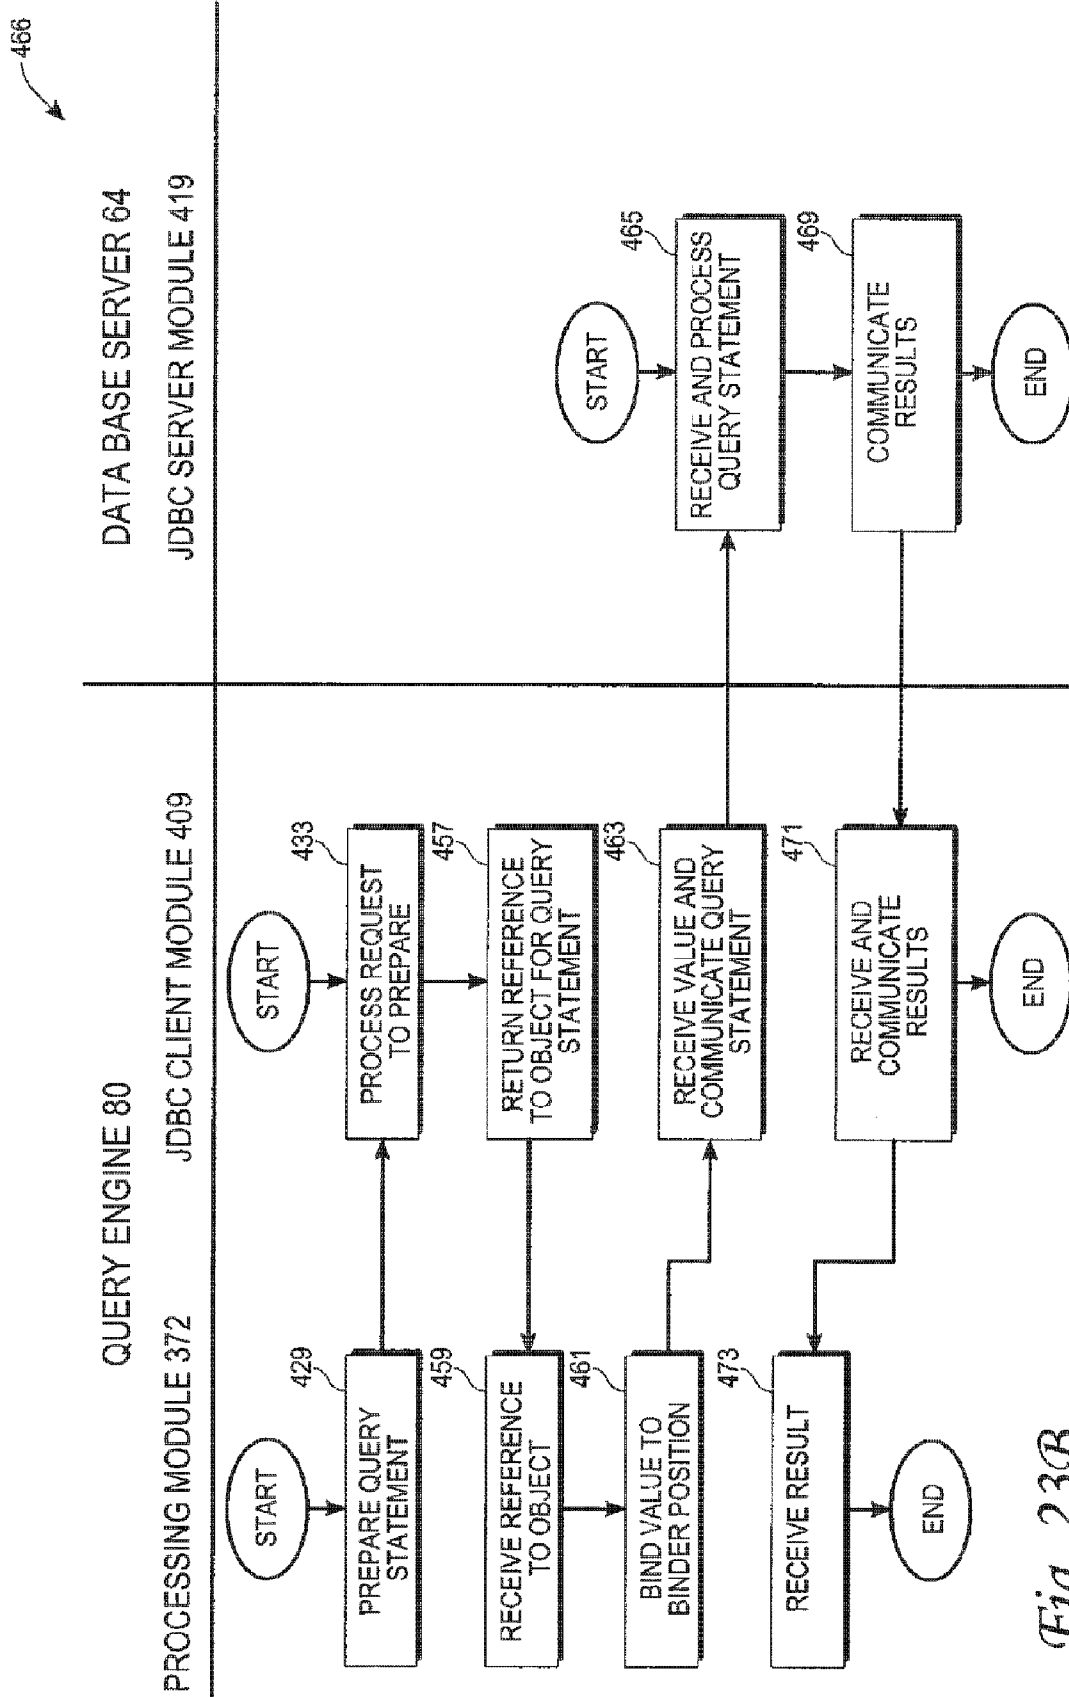 466
QUERY ENGINE 80
DATA BASE SERVER 64
PROCESSING MODULE 372
JDBC CLIENT MODULE 409
JDBC SERVER MODULE 419
START
429
PREPARE QUERY
STATEMENT
START
433
PROCESS REQUEST
TO PREPARE
457
RETURN REFERENCE
TO OBJECT FOR QUERY
STATEMENT
459
RECEIVE REFERENCE
TO OBJECT
461
BIND VALUE TO
BINDER POSITION
463
RECEIVE VALUE AND
COMMUNICATE QUERY
STATEMENT
START
465
RECEIVE AND PROCESS
QUERY STATEMENT
469
COMMUNICATE
RESULTS
END
471
RECEIVE AND
COMMUNICATE
RESULTS
END
473
RECEIVE RESULT
END
Fig. 23B